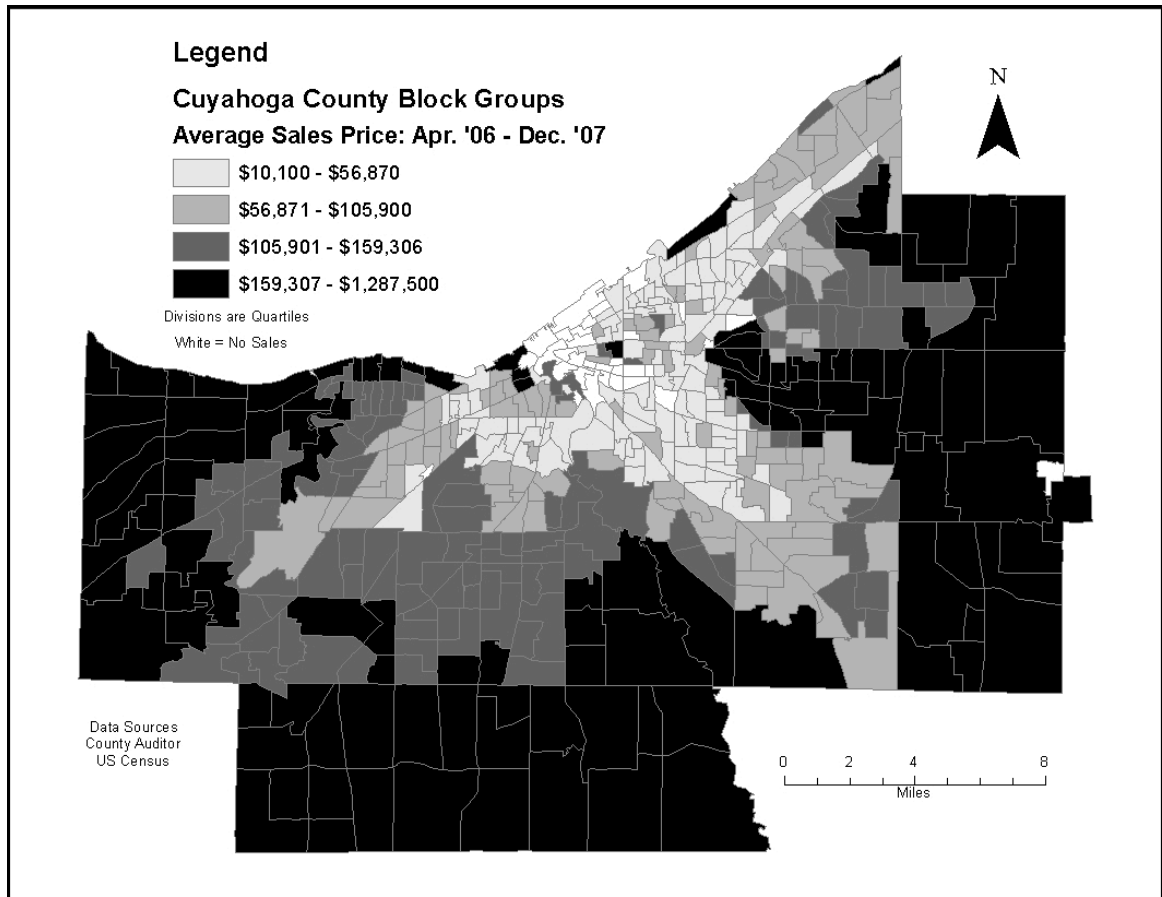 Legend
Cuyahoga County Block Groups
Average Sales Price: Apr. '06 - Dec. '07
$10,100 - $56,870
$56,871 - $105,900
$105,901 - $159,306
$159,307 - $1,287,500
Divisions are Quartiles
White = No Sales
N
Data Sources
County Auditor
US Census
0 2 4 8
Miles